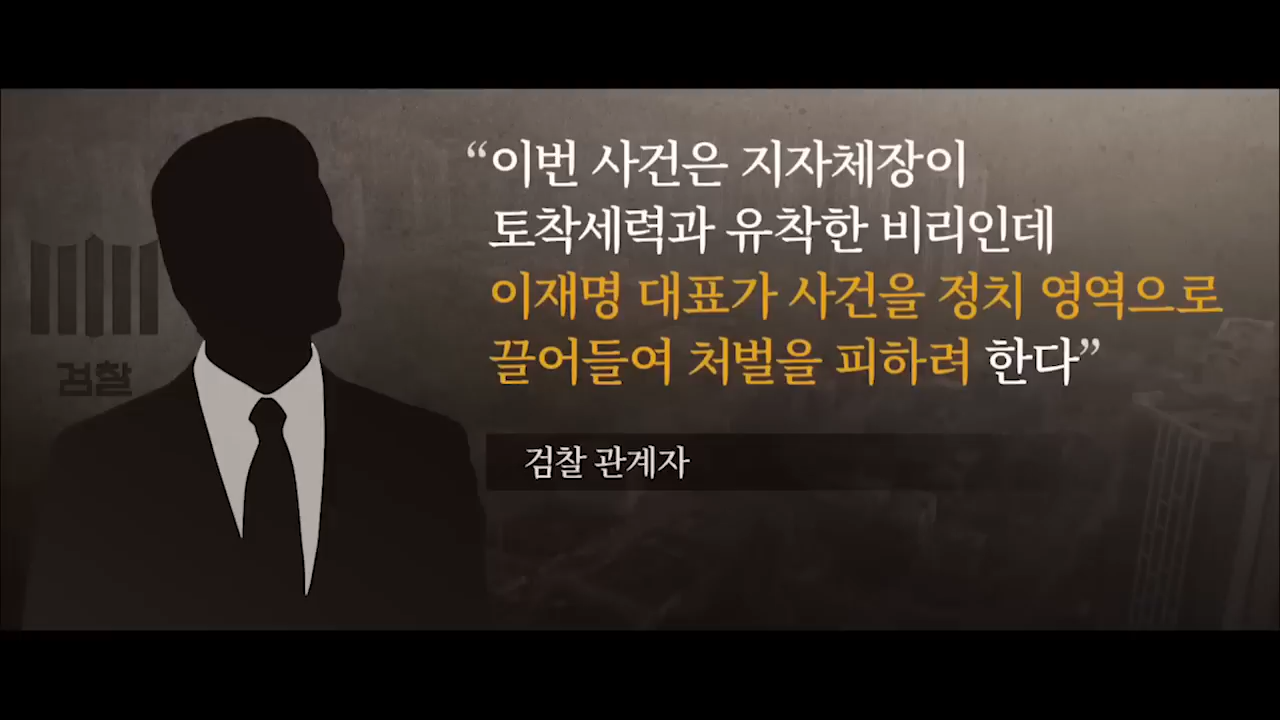 “이번 사건은 지자체장이
토착세력과 유착한 비리인데
이재명 대표가 사건을 정치 영역으로
끌어들여 처벌을 피하려 한다”
검찰
검찰 관계자